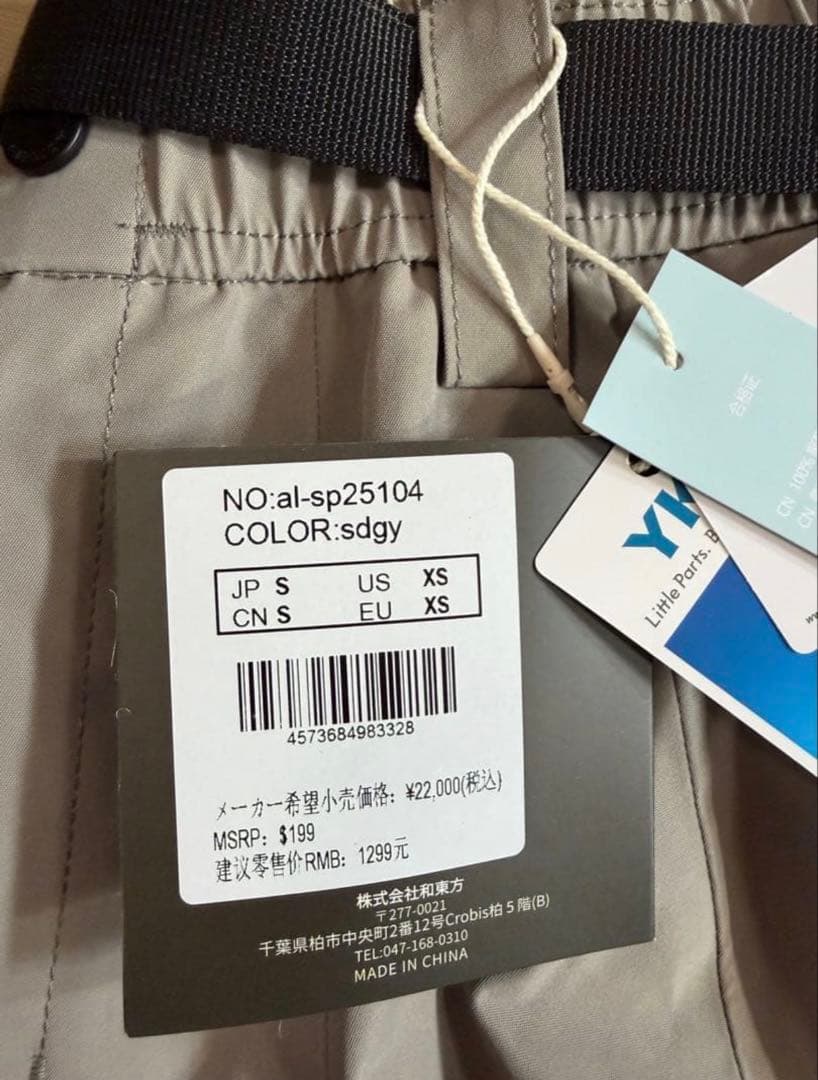 NO:al-sp25104
COLOR:sdgy
JP S US XS
CN S EU XS
4573684983328
メーカー希望小売価格：¥22,000(税込)
MSRP：$199
建议零售价RMB：1299元
株式会社和東方
〒277-0021
千葉県柏市中央町2番12号Crobis柏５階(B)
TEL:047-168-0310
MADE IN CHINA
合格证
CN 100%
CN
YK
Little Parts. B